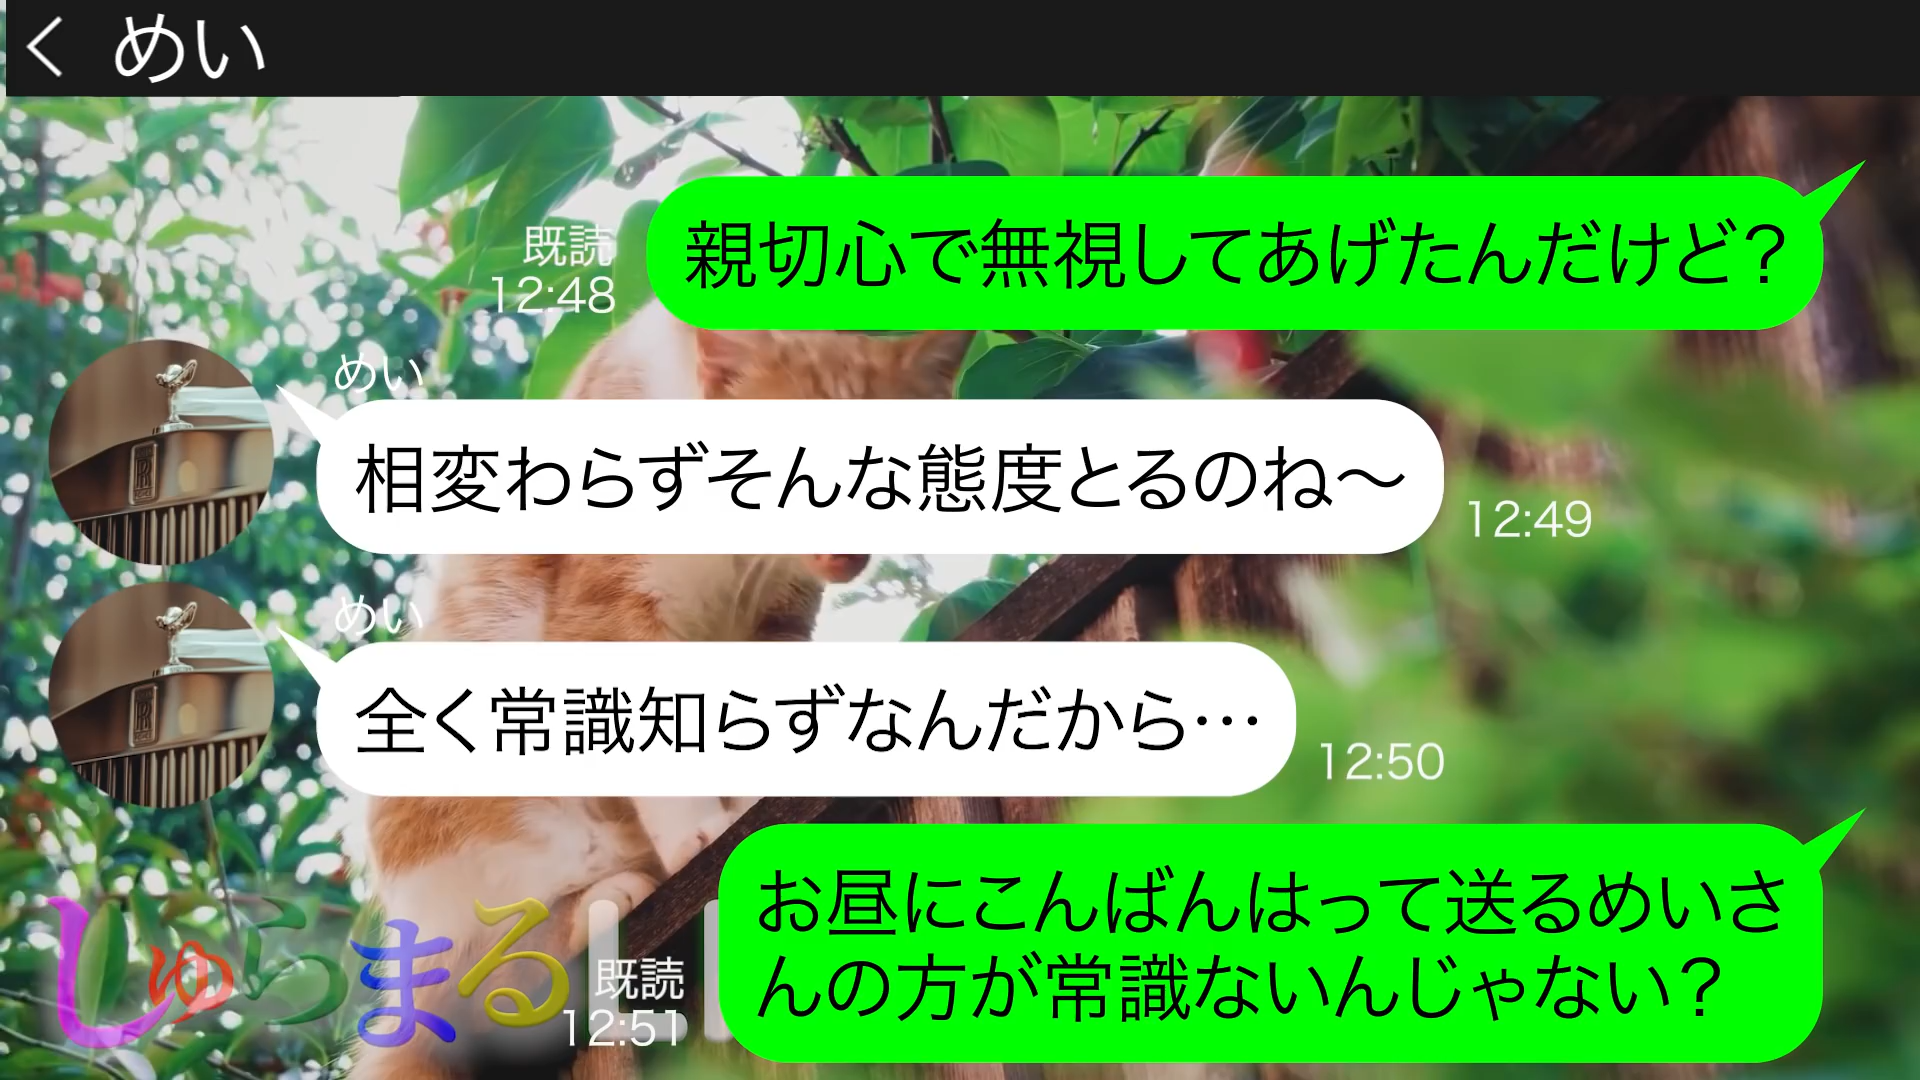 めい
親切心で無視してあげたんだけど？
既読
12:48
めい
相変わらずそんな態度とるのね〜
12:49
めい
全く常識知らずなんだから…
12:50
お昼にこんばんはって送るめいさ
んの方が常識ないんじゃない？
既読
12:51
しゅらまる